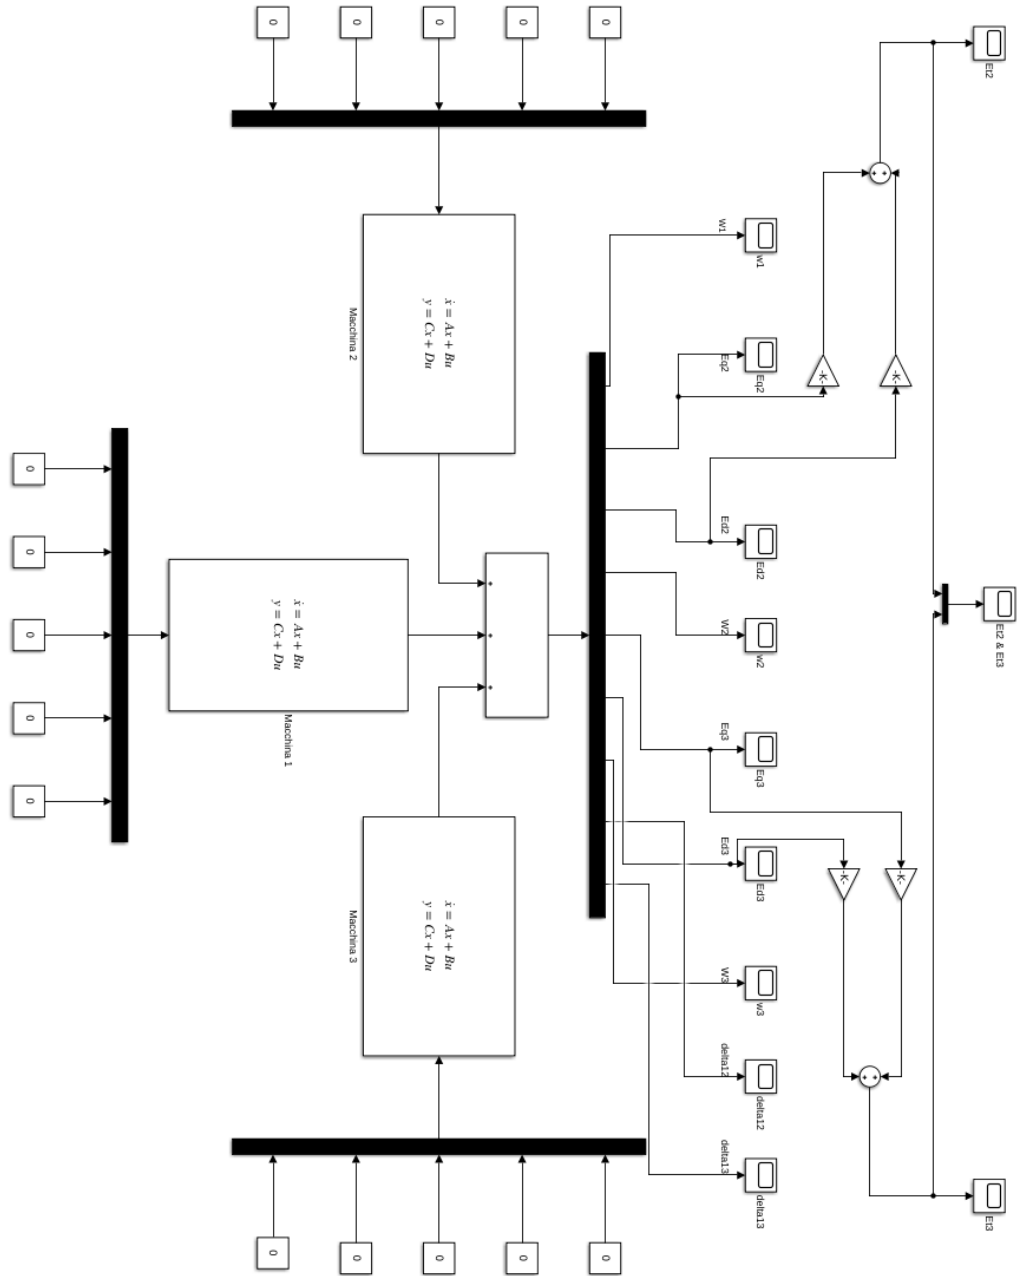 Et2
Et2 & Et3
Et3
+ +
+ +
-K-
-K-
-K-
-K-
w1
Eq2
Ed2
w2
Eq3
Ed3
w3
delta12
delta13
W1
Eq2
Ed2
W2
Eq3
Ed3
W3
delta12
delta13
+
+
+
0
0
0
0
0
ẋ = Ax + Bu
y = Cx + Du
Macchina 2
ẋ = Ax + Bu
y = Cx + Du
Macchina 1
ẋ = Ax + Bu
y = Cx + Du
Macchina 3
0
0
0
0
0
0
0
0
0
0